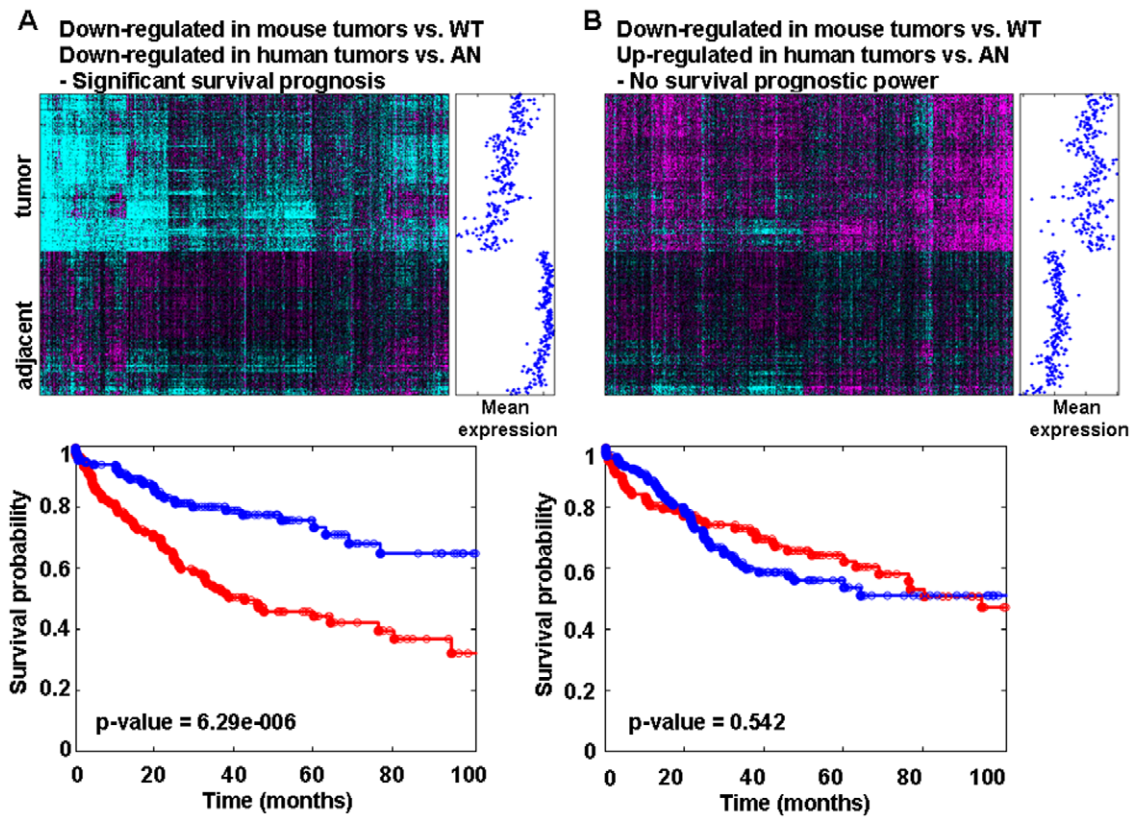 A
Down-regulated in mouse tumors vs. WT
Down-regulated in human tumors vs. AN
- Significant survival prognosis
tumor
adjacent
Mean
expression
B
Down-regulated in mouse tumors vs. WT
Up-regulated in human tumors vs. AN
- No survival prognostic power
Mean
expression
Survival probability
1
0.8
0.6
0.4
0.2
0
p-value = 6.29e-006
0 20 40 60 80 100
Time (months)
Survival probability
1
0.8
0.6
0.4
0.2
0
p-value = 0.542
0 20 40 60 80 100
Time (months)